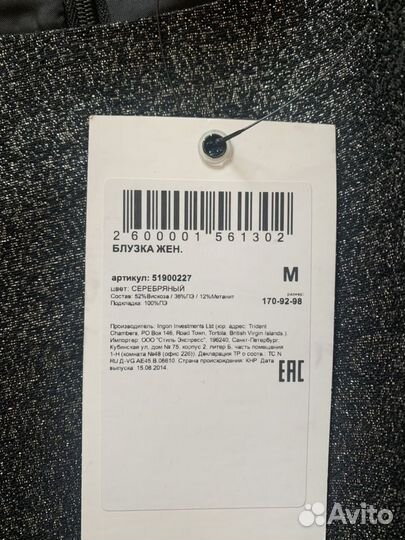 2 600001 561302
БЛУЗКА ЖЕН.
артикул: 51900227
цвет: СЕРЕБРЯНЫЙ
Состав: 52%Вискоза / 36%ПЭ / 12%Метанит
Подкладка: 100%ПЭ
M
размер:
170-92-98
Производитель: Ingon Investments Ltd (юр. адрес: Trident
Chambers, PO Box 146, Road Town, Tortola, British Virgin Islands,).
Импортер: ООО "Стиль Экспресс", 196240, Санкт-Петербург,
Кубинская ул, дом № 75, корпус 2, литер Б, часть помещения
1-Н (комната №48 (офис 226)). Декларация ТР о соотв.: ТС N
RU Д-VG.АЕ45.В.08610. Страна происхождения: КНР. Дата
выпуска: 15.08.2014.
EAC
Avito